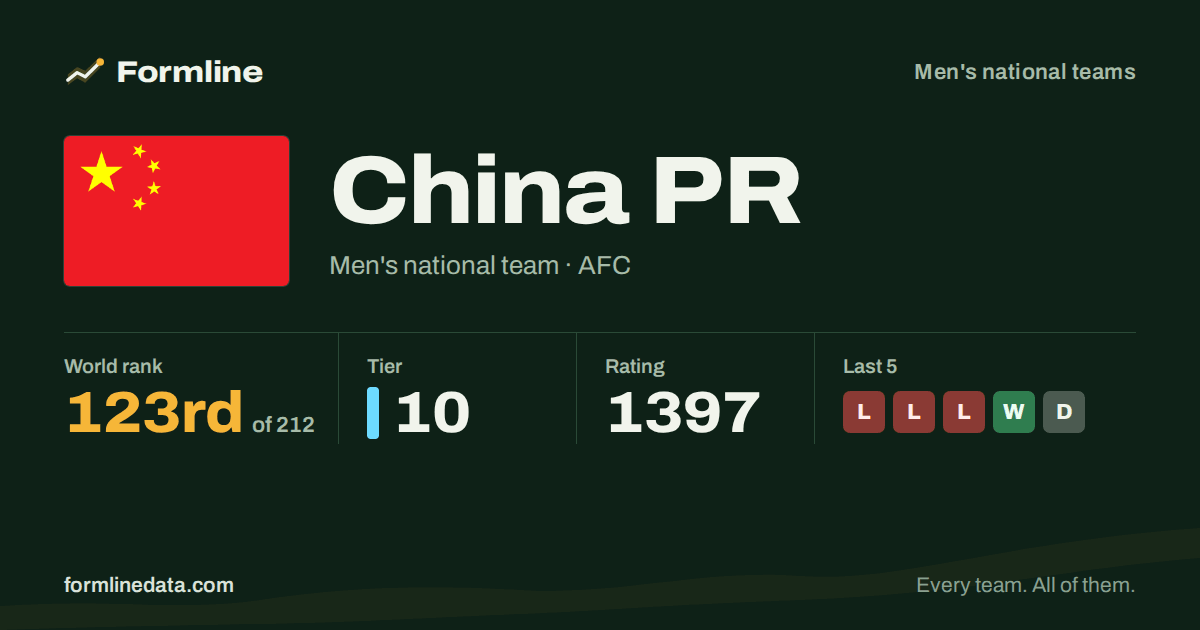 Formline
Men's national teams
China PR
Men's national team · AFC
World rank
123rd of 212
Tier
10
Rating
1397
Last 5
L L L W D
formlinedata.com
Every team. All of them.